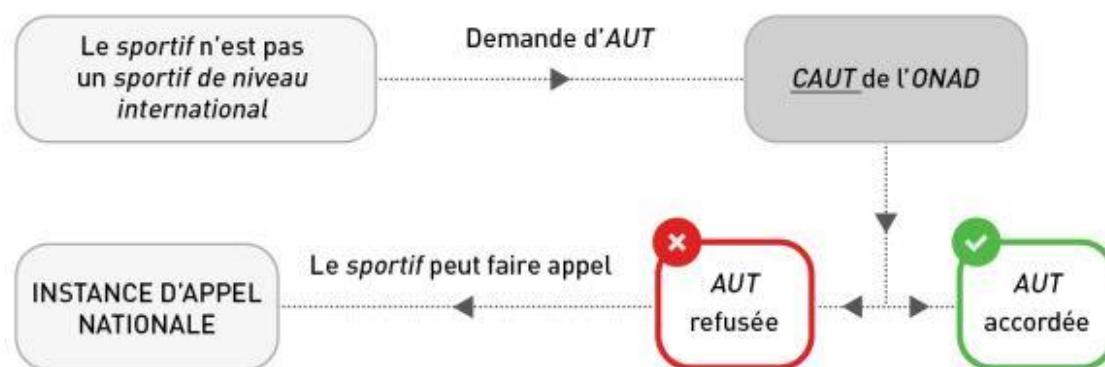 Le sportif n'est pas
un sportif de niveau
international
Demande d'AUT
CAUT de l'ONAD
INSTANCE D'APPEL
NATIONALE
Le sportif peut faire appel
AUT
refusée
AUT
accordée